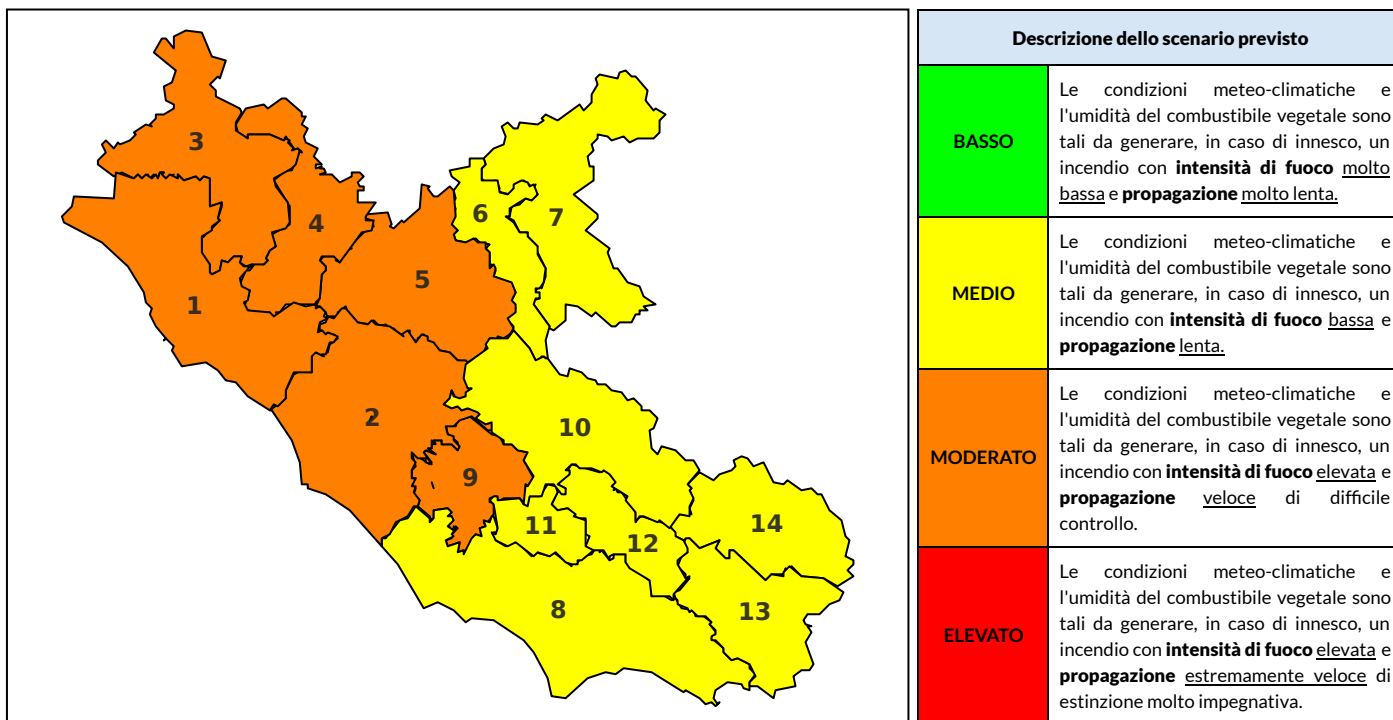 3
4
6
7
5
1
2
10
9
11
12
14
8
13
Descrizione dello scenario previsto
BASSO
Le condizioni meteo-climatiche e
l'umidità del combustibile vegetale sono
tali da generare, in caso di innesco, un
incendio con intensità di fuoco molto
bassa e propagazione molto lenta.
MEDIO
Le condizioni meteo-climatiche e
l'umidità del combustibile vegetale sono
tali da generare, in caso di innesco, un
incendio con intensità di fuoco bassa e
propagazione lenta.
MODERATO
Le condizioni meteo-climatiche e
l'umidità del combustibile vegetale sono
tali da generare, in caso di innesco, un
incendio con intensità di fuoco elevata e
propagazione veloce di difficile
controllo.
ELEVATO
Le condizioni meteo-climatiche e
l'umidità del combustibile vegetale sono
tali da generare, in caso di innesco, un
incendio con intensità di fuoco elevata e
propagazione estremamente veloce di
estinzione molto impegnativa.